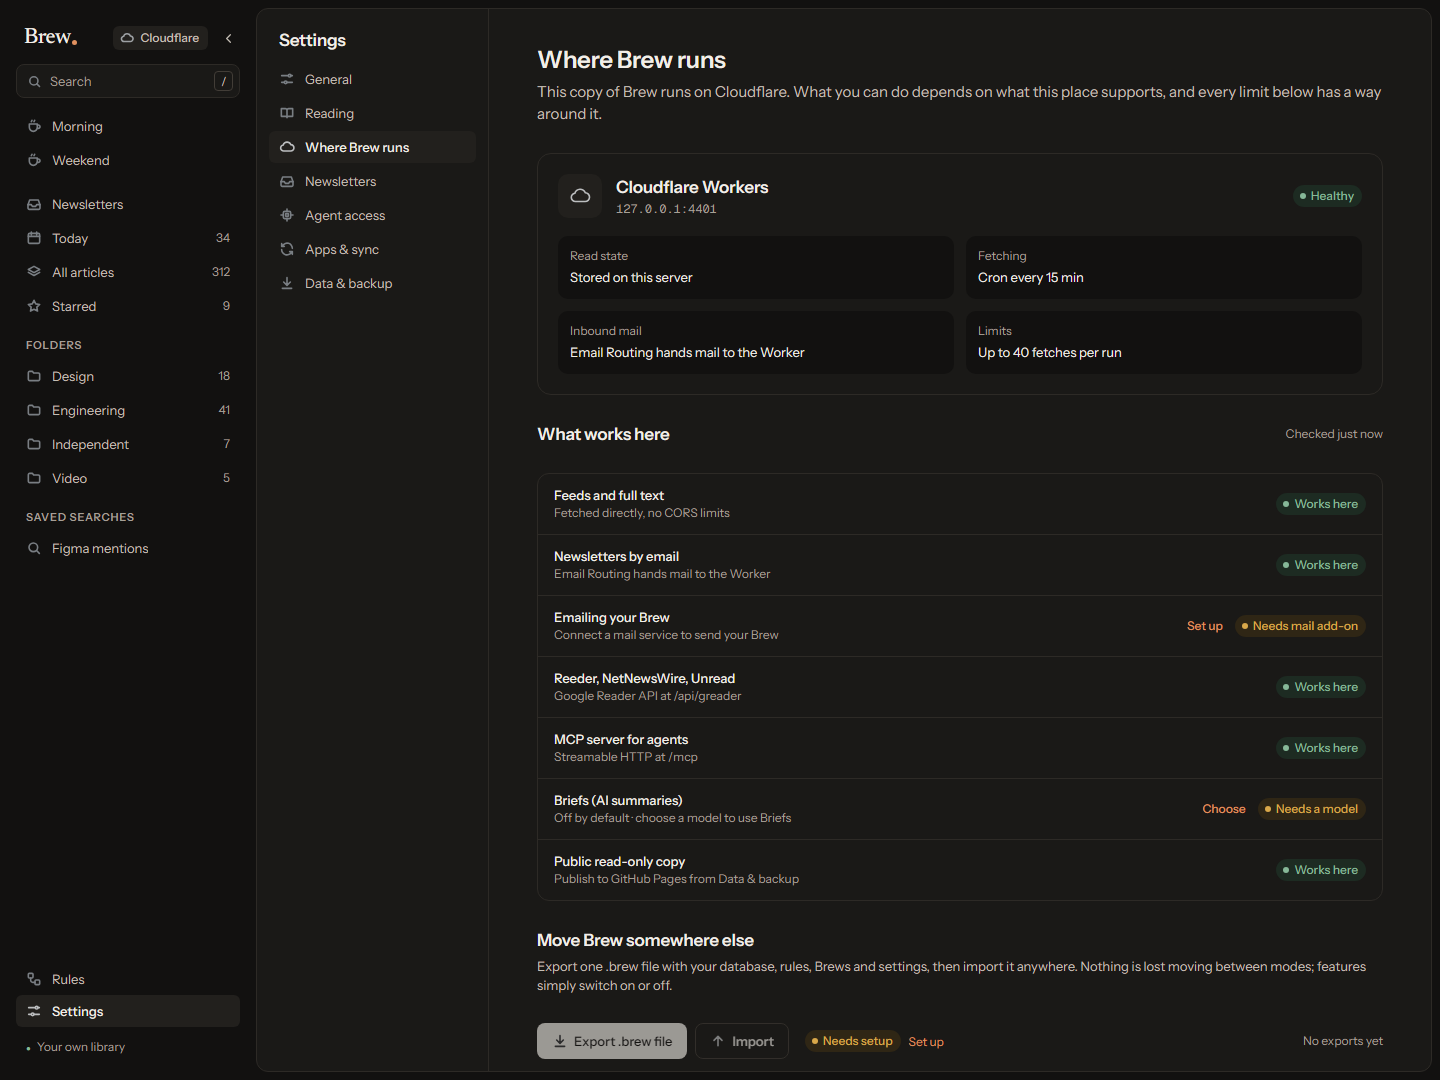 Brew.
Cloudflare
Search
/
Morning
Weekend
Newsletters
Today 34
All articles 312
Starred 9
FOLDERS
Design 18
Engineering 41
Independent 7
Video 5
SAVED SEARCHES
Figma mentions
Rules
Settings
Your own library
Settings
General
Reading
Where Brew runs
Newsletters
Agent access
Apps & sync
Data & backup
Where Brew runs
This copy of Brew runs on Cloudflare. What you can do depends on what this place supports, and every limit below has a way
around it.
Cloudflare Workers
127.0.0.1:4401
Healthy
Read state
Stored on this server
Fetching
Cron every 15 min
Inbound mail
Email Routing hands mail to the Worker
Limits
Up to 40 fetches per run
What works here
Checked just now
Feeds and full text
Fetched directly, no CORS limits
Works here
Newsletters by email
Email Routing hands mail to the Worker
Works here
Emailing your Brew
Connect a mail service to send your Brew
Set up
Needs mail add-on
Reeder, NetNewsWire, Unread
Google Reader API at /api/greader
Works here
MCP server for agents
Streamable HTTP at /mcp
Works here
Briefs (AI summaries)
Off by default · choose a model to use Briefs
Choose
Needs a model
Public read-only copy
Publish to GitHub Pages from Data & backup
Works here
Move Brew somewhere else
Export one .brew file with your database, rules, Brews and settings, then import it anywhere. Nothing is lost moving between modes; features
simply switch on or off.
Export .brew file
Import
Needs setup
Set up
No exports yet